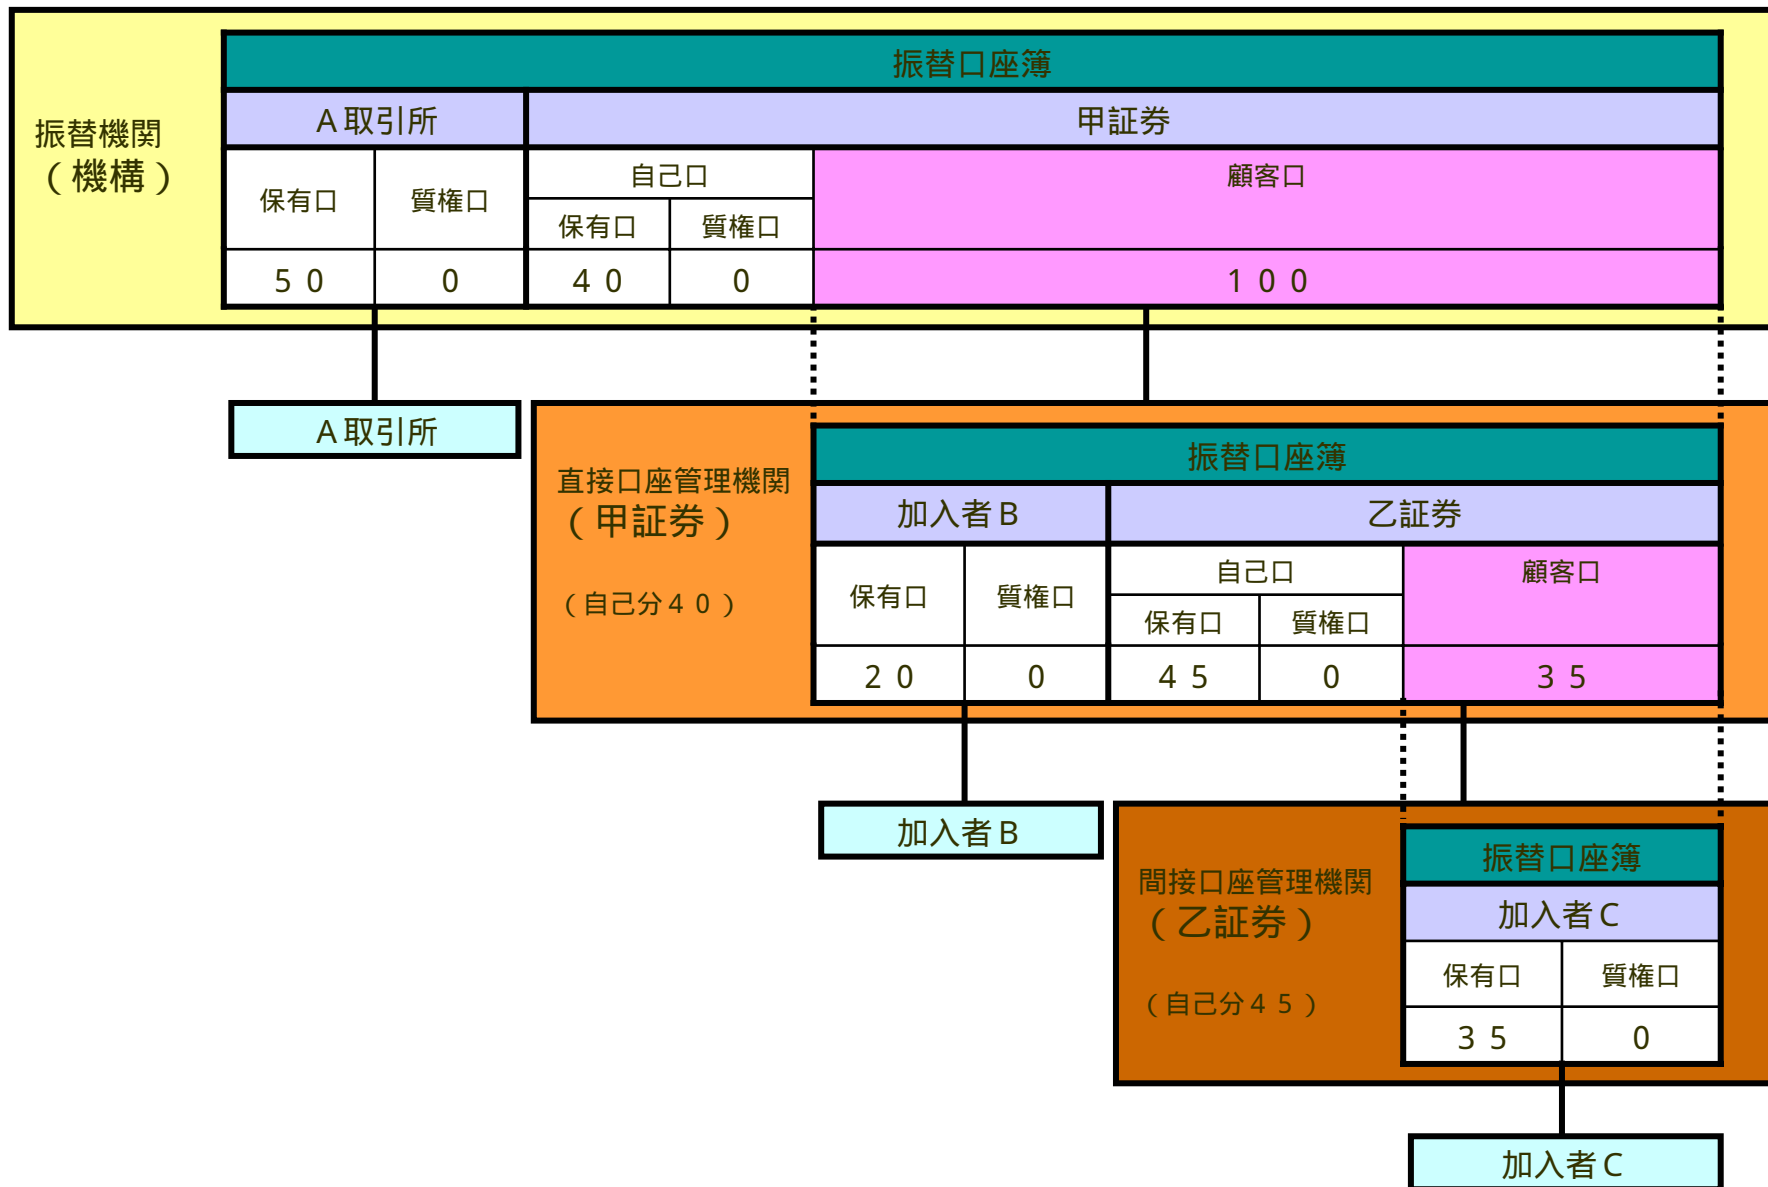 振替口座簿
振替機関
（機構）
A取引所 甲証券
保有口 質権口 自己口 顧客口
保有口 質権口
５０ 0 ４０ 0 １００
A取引所
直接口座管理機関
（甲証券）
（自己分４０）
振替口座簿
加入者B 乙証券
保有口 質権口 自己口 顧客口
保有口 質権口
２０ 0 ４５ 0 ３５
加入者B
間接口座管理機関
（乙証券）
（自己分４５）
振替口座簿
加入者C
保有口 質権口
３５ 0
加入者C